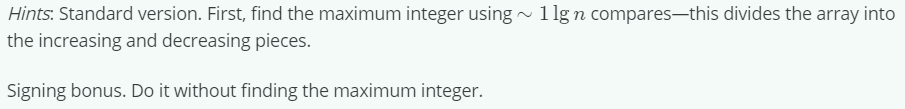 Hints: Standard version. First, find the maximum integer using ∼ 1 lg n compares—this divides the array into
the increasing and decreasing pieces.
Signing bonus. Do it without finding the maximum integer.